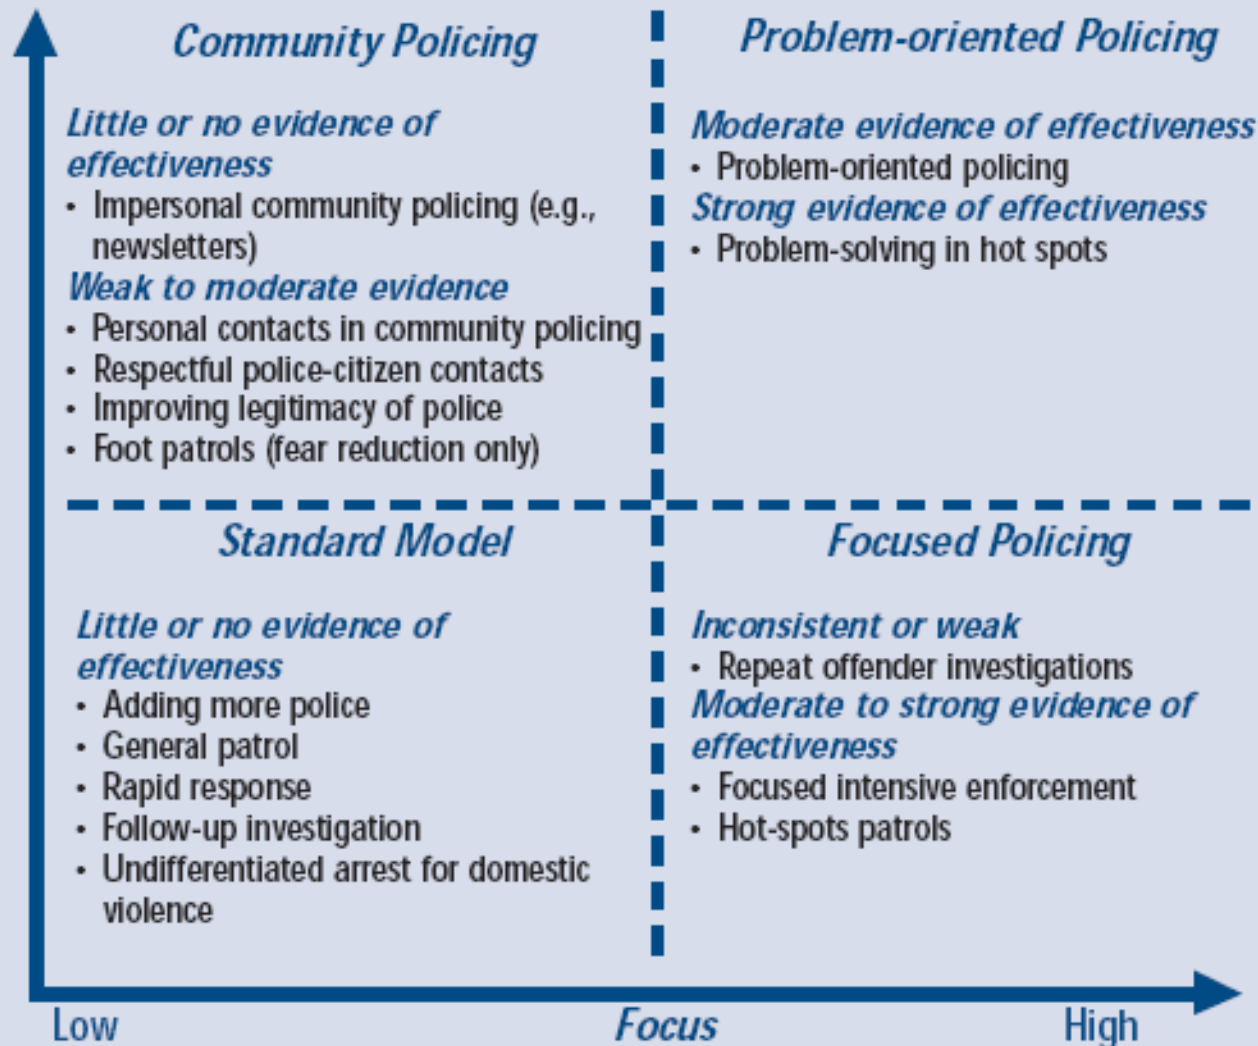 Community Policing
Little or no evidence of
effectiveness
• Impersonal community policing (e.g.,
newsletters)
Weak to moderate evidence
• Personal contacts in community policing
• Respectful police-citizen contacts
• Improving legitimacy of police
• Foot patrols (fear reduction only)
Problem-oriented Policing
Moderate evidence of effectiveness
• Problem-oriented policing
Strong evidence of effectiveness
• Problem-solving in hot spots
Standard Model
Little or no evidence of
effectiveness
• Adding more police
• General patrol
• Rapid response
• Follow-up investigation
• Undifferentiated arrest for domestic
violence
Focused Policing
Inconsistent or weak
• Repeat offender investigations
Moderate to strong evidence of
effectiveness
• Focused intensive enforcement
• Hot-spots patrols
Low Focus High